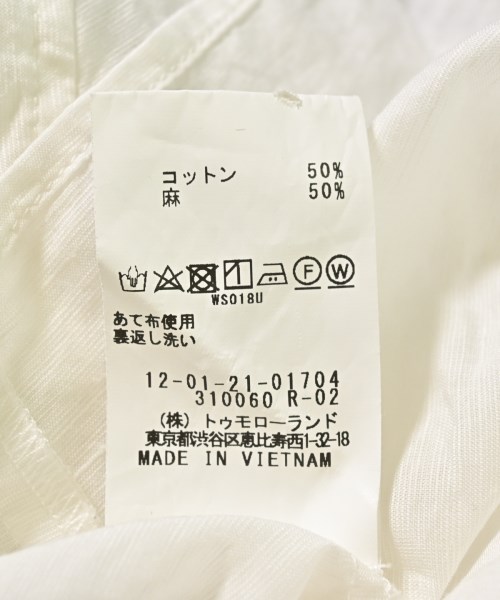 コットン 50%
麻 50%
F W
WS018U
あて布使用
裏返し洗い
12-01-21-01704
310060 R-02
(株) トゥモローランド
東京都渋谷区恵比寿西1-32-18
MADE IN VIETNAM